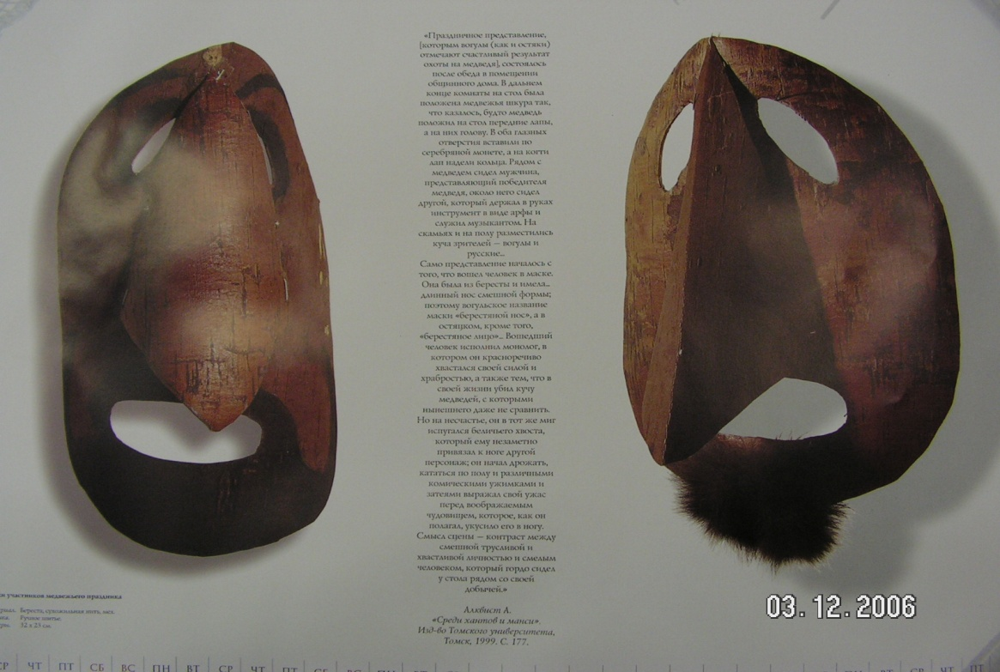 «Праздничное представление,
[которым вогулы (как и остяки)
отмечают счастливый результат
охоты на медведя], состоялось
после обеда в помещении
общинного дома. В дальнем
конце комнаты на стол была
положена медвежья шкура так,
что казалось, будто медведь
положил на стол передние лапы,
а на них голову. В оба глазных
отверстия вставили по
серебряной монете, а на когти
лап надели кольца. Рядом с
медведем сидел мужчина,
представляющий победителя
медведя, около него сидел
другой, который держал в руках
инструмент в виде арфы и
служил музыкантом. На
скамьях и на полу разместились
куча зрителей – вогулы и
русские...
Само представление началось с
того, что вошел человек в маске.
Она была из бересты и имела...
длинный нос смешной формы;
поэтому вогульское название
маски «берестяной нос», а в
остяцком, кроме того,
«берестяное лицо»... Вошедший
человек исполнил монолог, в
котором он красноречиво
хвастался своей силой и
храбростью, а также тем, что в
своей жизни убил кучу
медведей, с которыми
нынешнего даже не сравнить.
Но на несчастье, он в тот же миг
испугался беличьего хвоста,
который ему незаметно
привязал к ноге другой
персонаж; он начал дрожать,
кататься по полу и различными
комическими ужимками и
затеями выражал свой ужас
перед воображаемым
чудовищем, которое, как он
полагал, укусило его в ногу.
Смысл сцены – контраст между
смешной трусливой и
хвастливой личностью и смелым
человеком, который гордо сидел
у стола рядом со своей
добычей.»
Алквист А.
«Среди хантов и манси».
Изд-во Томского университета,
Томск, 1999. С. 177.
участников медвежьего праздника
Береста, сухожильная нить, мех.
Ручное шитье.
32 x 23 см.
03.12.2006
СР ЧТ ПТ СБ ВС ПН ВТ СР ЧТ ПТ СБ ВС ПН ВТ СР
ПН ВТ СР ЧТ ПТ